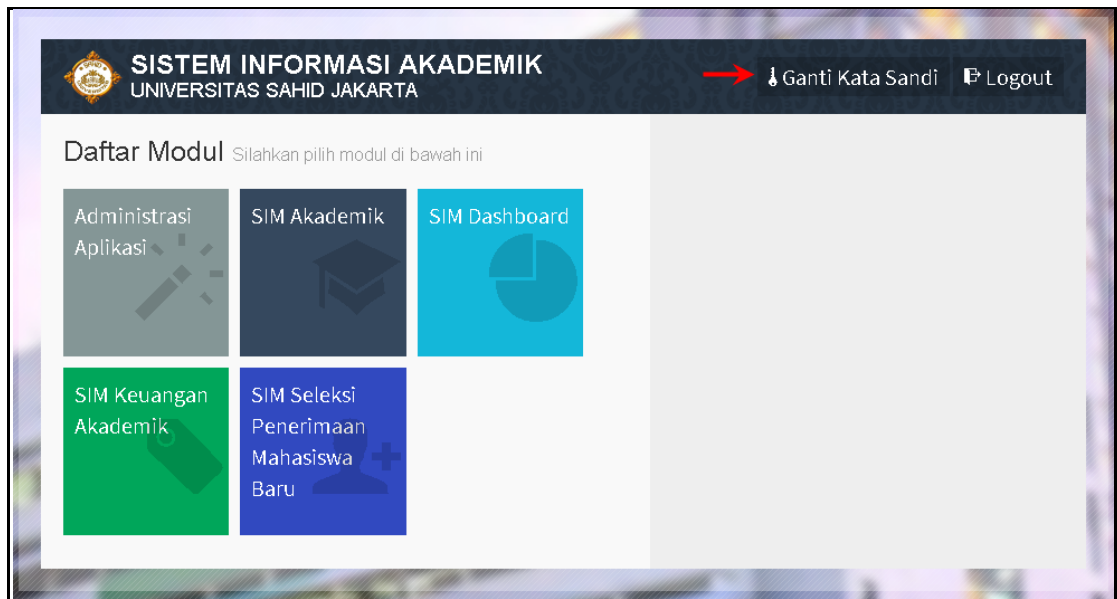 SISTEM INFORMASI AKADEMIK
UNIVERSITAS SAHID JAKARTA
Ganti Kata Sandi
Logout
Daftar Modul Silahkan pilih modul di bawah ini
Administrasi
Aplikasi
SIM Akademik
SIM Dashboard
SIM Keuangan
Akademik
SIM Seleksi
Penerimaan
Mahasiswa
Baru